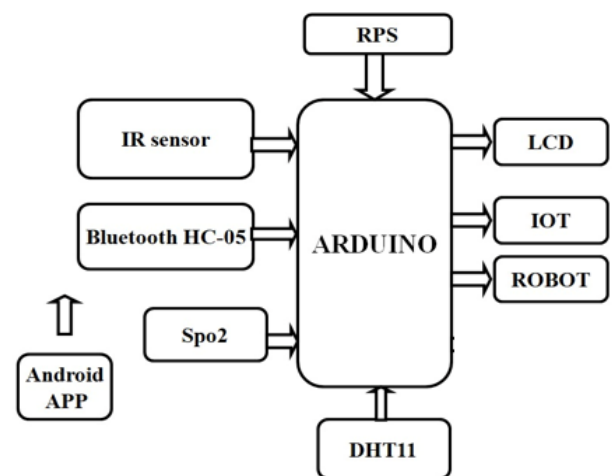 RPS
IR sensor
LCD
Bluetooth HC-05
ARDUINO
IOT
ROBOT
Spo2
Android
APP
DHT11